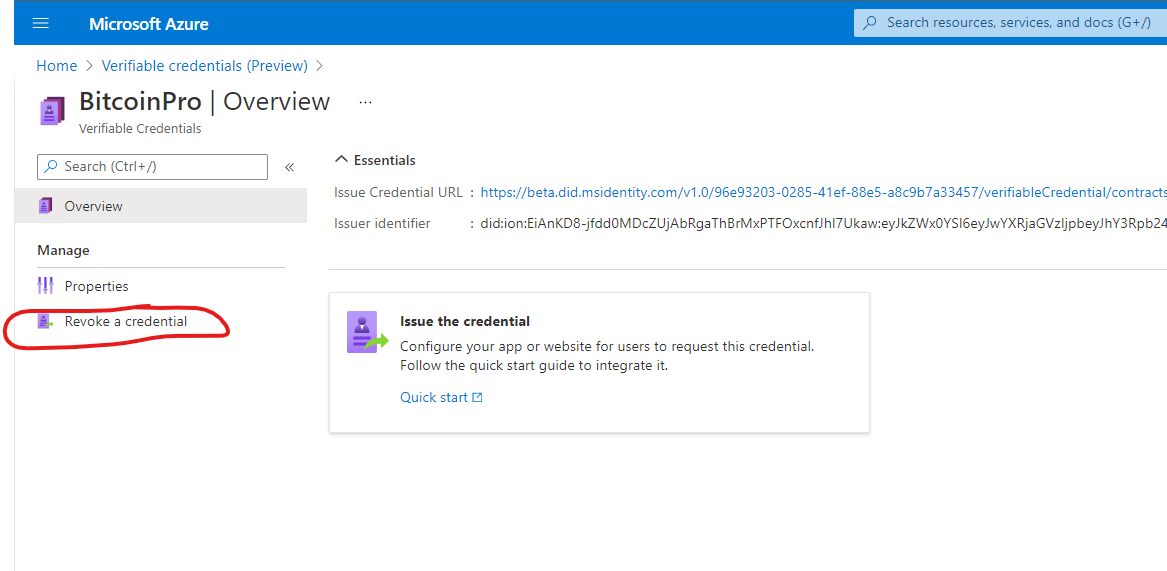 Microsoft Azure
Search resources, services, and docs (G+/)
Home > Verifiable credentials (Preview) >
BitcoinPro | Overview ...
Verifiable Credentials
Search (Ctrl+/) «
Overview
Manage
Properties
Revoke a credential
Essentials
Issue Credential URL : https://beta.did.msidentity.com/v1.0/96e93203-0285-41ef-88e5-a8c9b7a33457/verifiableCredential/contracts
Issuer identifier : did:ion:EiAnKD8-jfdd0MDcZUjAbRgaThBrMxPTFOxcnfJhI7Ukaw:eyJkZWx0YSI6eyJwYXRjaGVzIjpbeyJhY3Rpb24
Issue the credential
Configure your app or website for users to request this credential.
Follow the quick start guide to integrate it.
Quick start